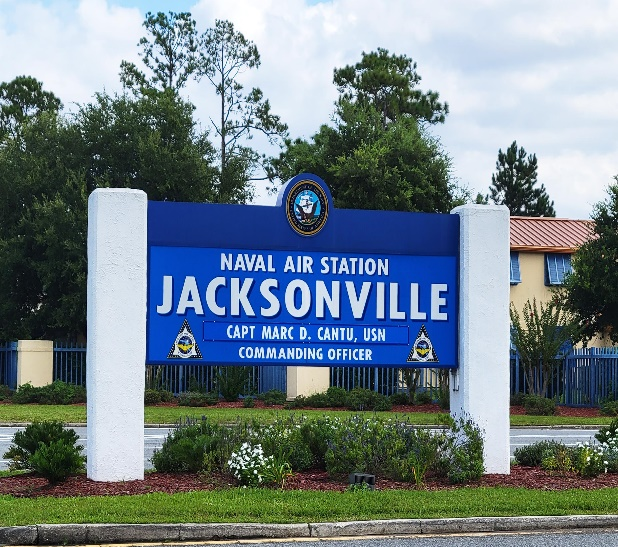 NAVAL AIR STATION
JACKSONVILLE
CAPT MARC D. CANTU, USN
COMMANDING OFFICER